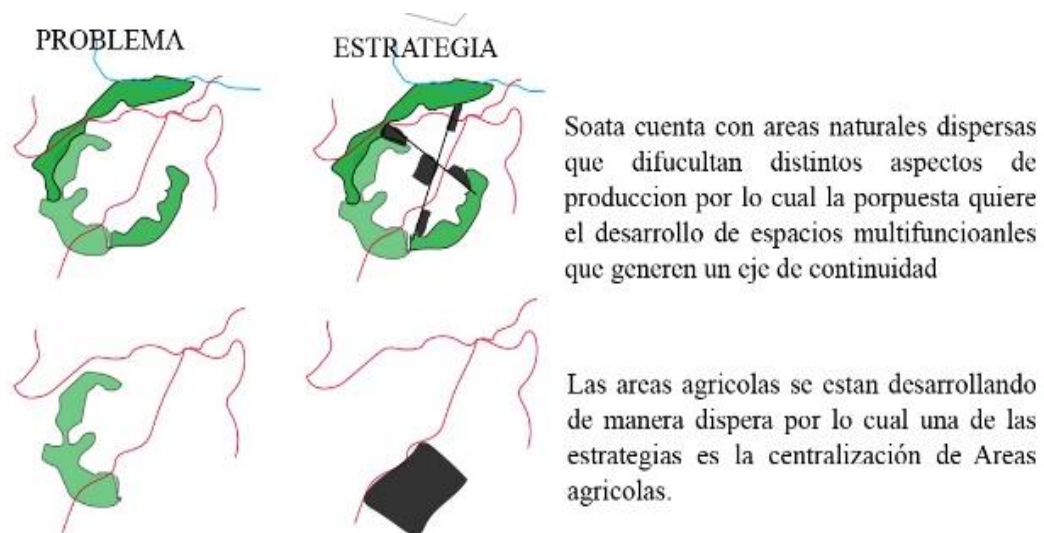 PROBLEMA
ESTRATEGIA
Soata cuenta con areas naturales dispersas
que difucultan distintos aspectos de
produccion por lo cual la porpuesta quiere
el desarrollo de espacios multifuncioanles
que generen un eje de continuidad
Las areas agricolas se estan desarrollando
de manera dispera por lo cual una de las
estrategias es la centralización de Areas
agricolas.